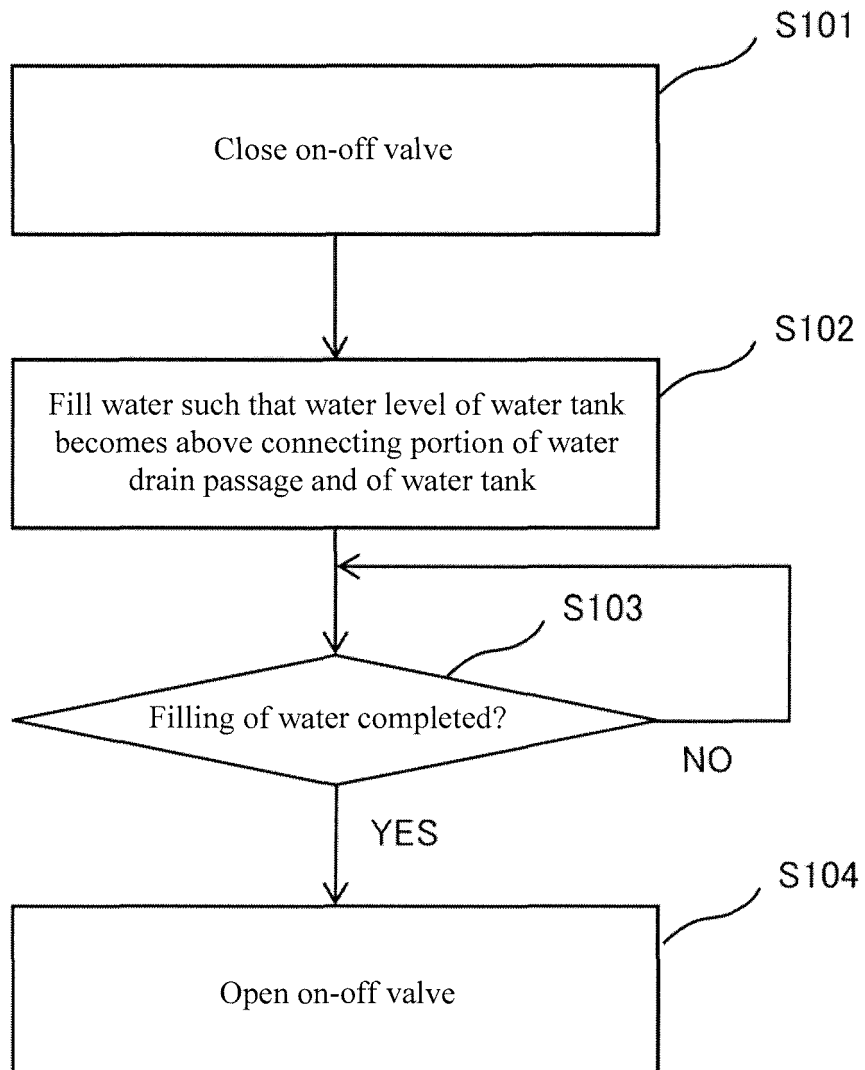 S101
Close on-off valve
S102
Fill water such that water level of water tank
becomes above connecting portion of water
drain passage and of water tank
S103
Filling of water completed?
NO
YES
S104
Open on-off valve